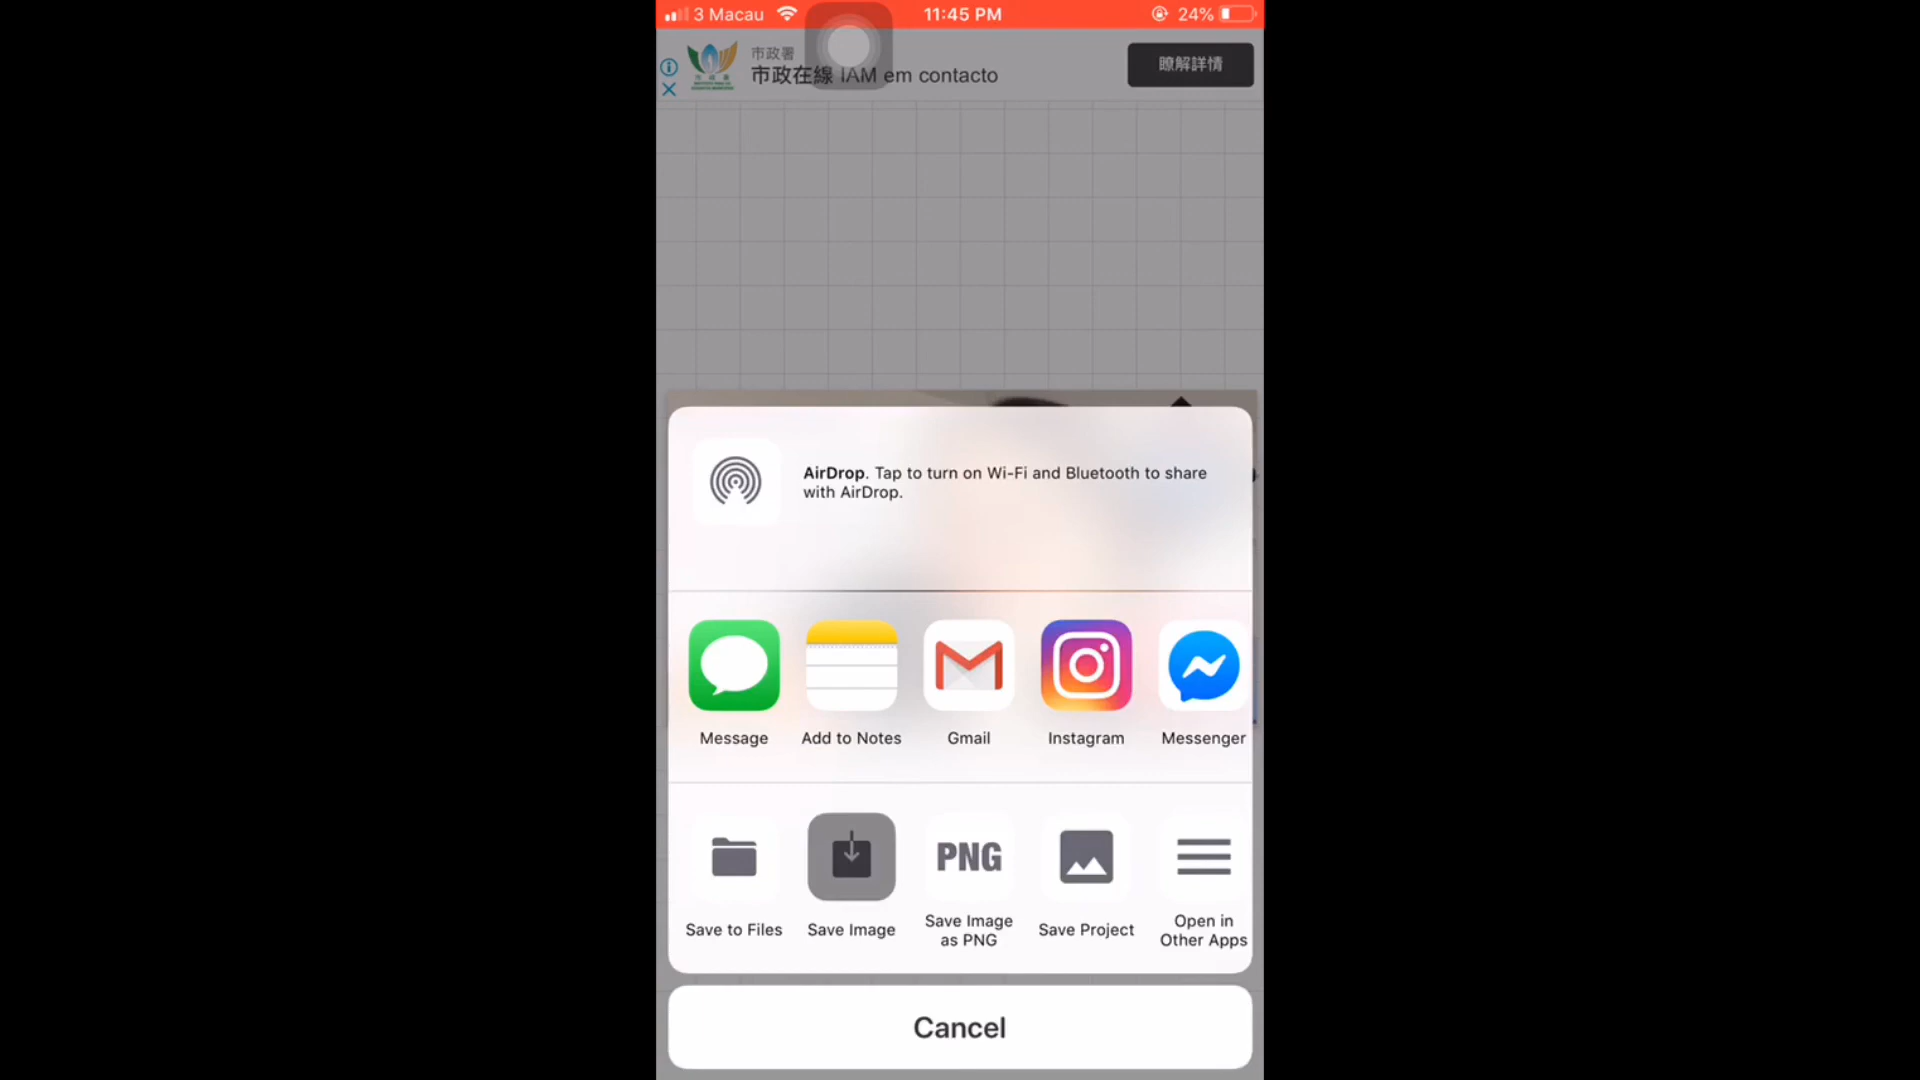 3 Macau
11:45 PM
24%
市政署
市政在線 IAM em contacto
瞭解詳情
AirDrop. Tap to turn on Wi-Fi and Bluetooth to share
with AirDrop.
Message
Add to Notes
Gmail
Instagram
Messenger
PNG
Save to Files
Save Image
Save Image
as PNG
Save Project
Open in
Other Apps
Cancel